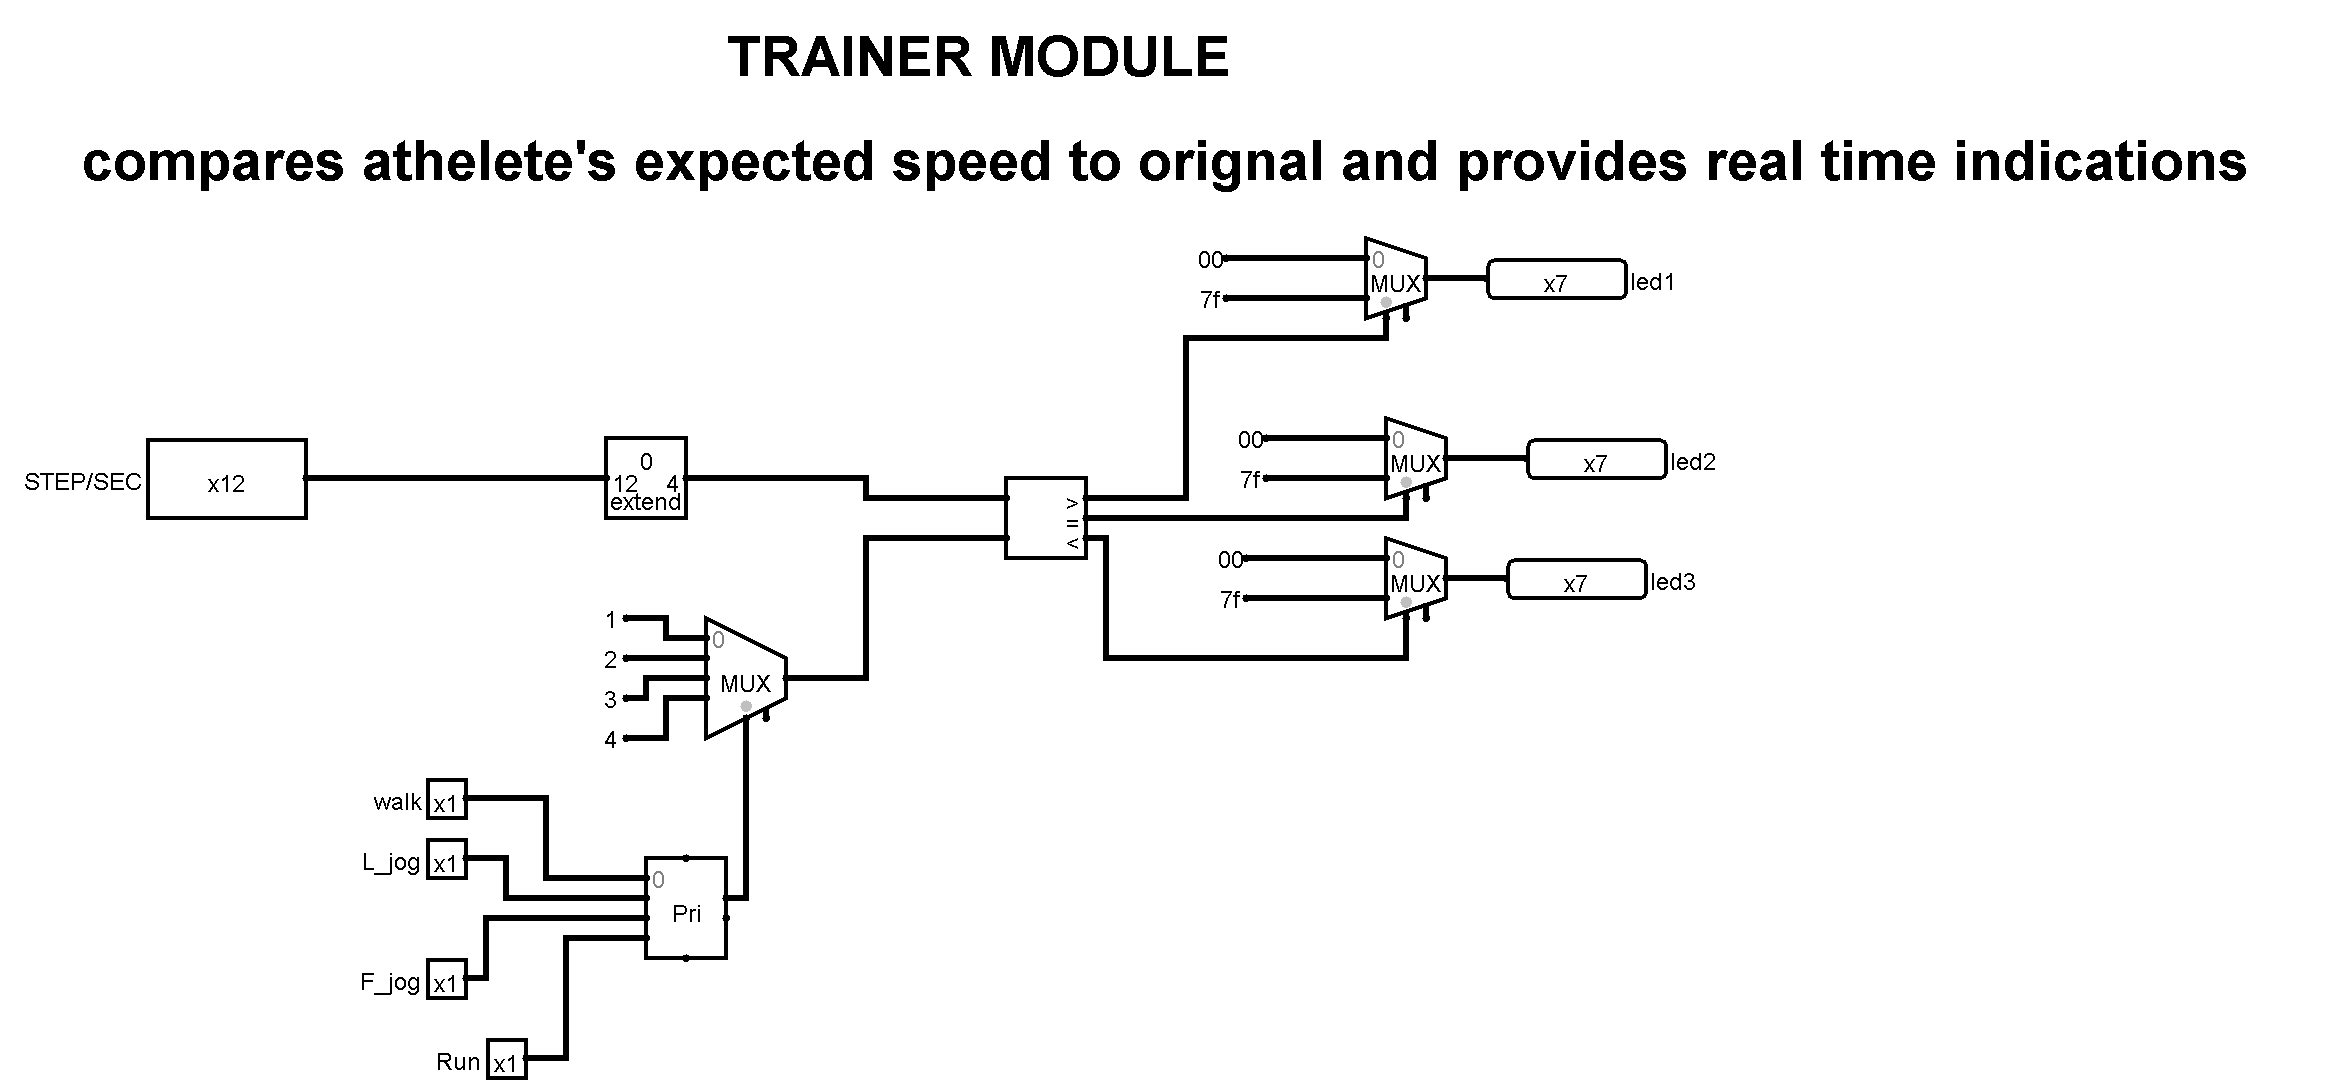 TRAINER MODULE
compares athelete's expected speed to orignal and provides real time indications
00
0
MUX
7f
x7
led1
STEP/SEC
x12
0
12 4
extend
>
=
<
00
0
MUX
7f
x7
led2
00
0
MUX
7f
x7
led3
1
0
2
MUX
3
4
walk
x1
L_jog
x1
0
Pri
F_jog
x1
Run
x1